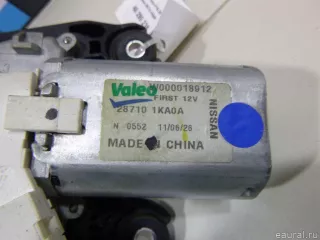 Valeo W000018912
FIRST 12V
28710 1KA0A
NISSAN
N 0552 11/06/26
MADE IN CHINA
© eaural.ru